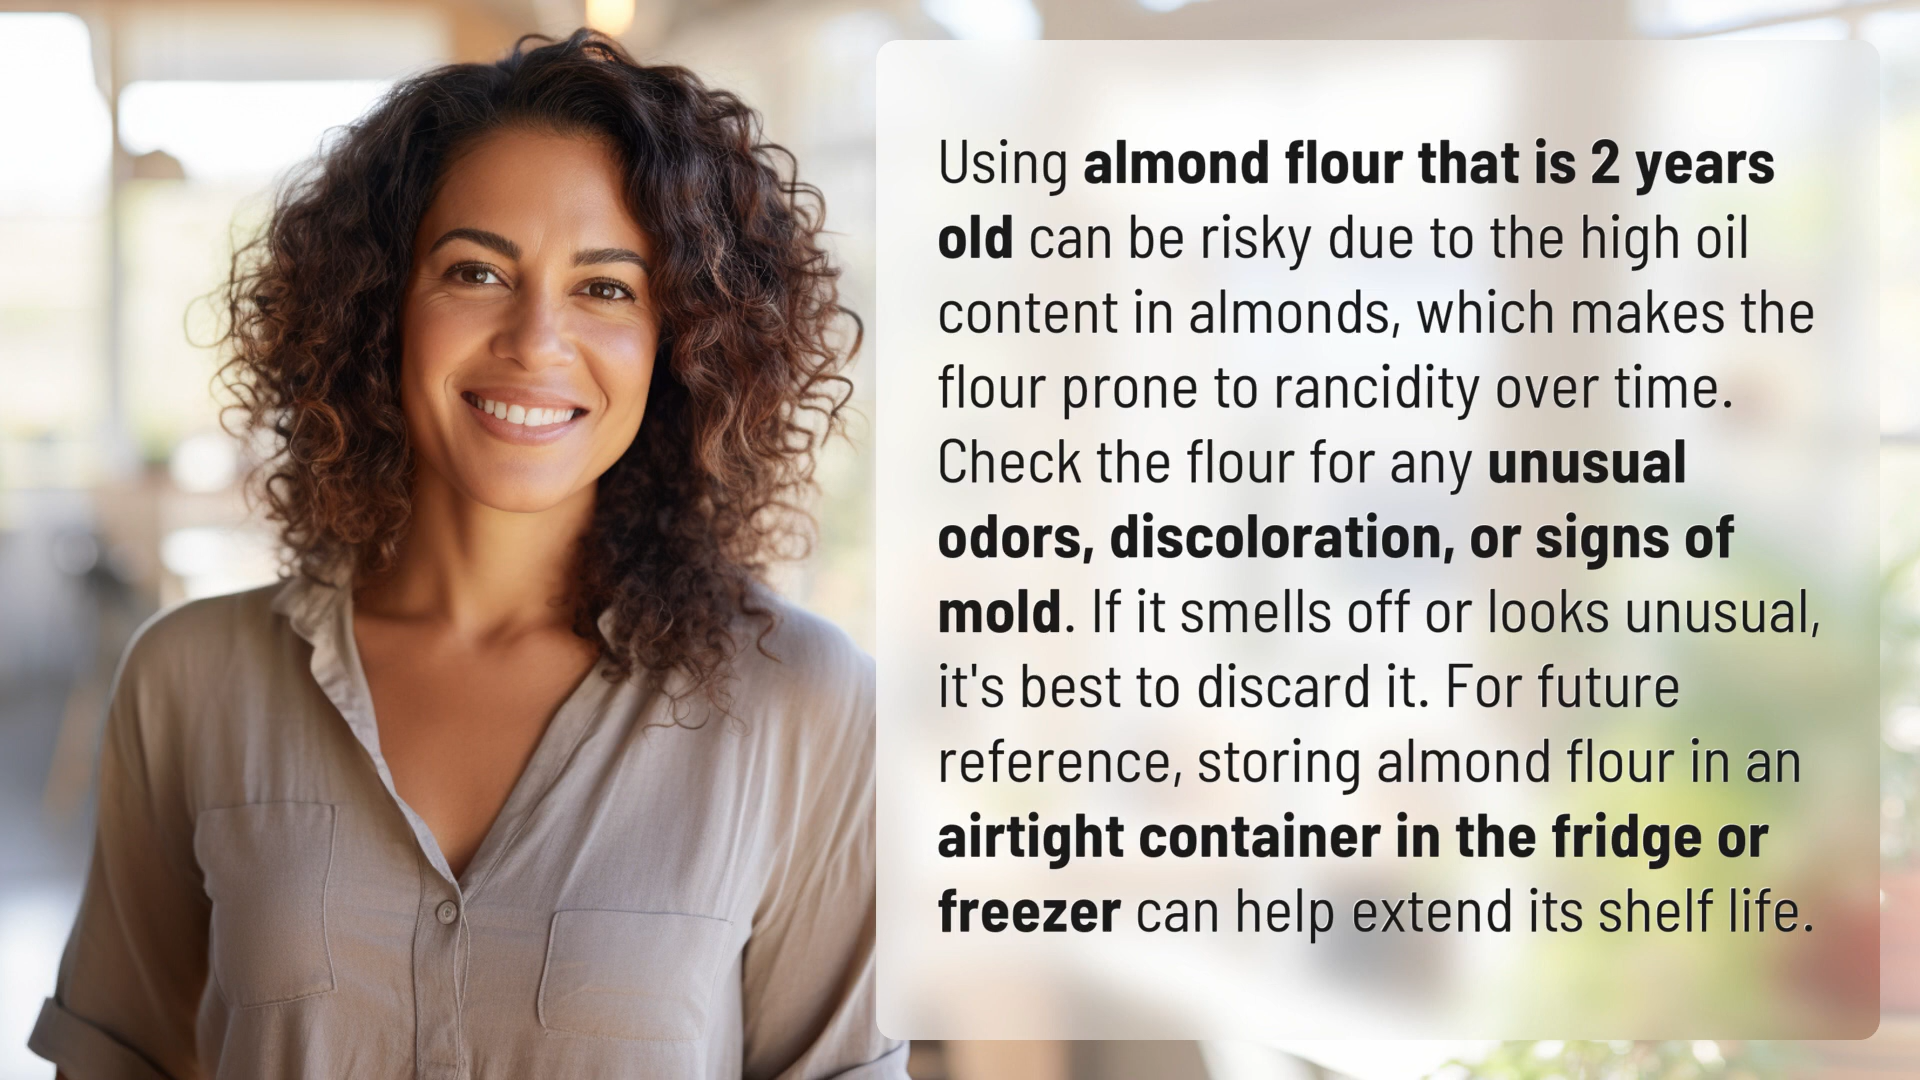 Using almond flour that is 2 years
old can be risky due to the high oil
content in almonds, which makes the
flour prone to rancidity over time.
Check the flour for any unusual
odors, discoloration, or signs of
mold. If it smells off or looks unusual,
it's best to discard it. For future
reference, storing almond flour in an
airtight container in the fridge or
freezer can help extend its shelf life.